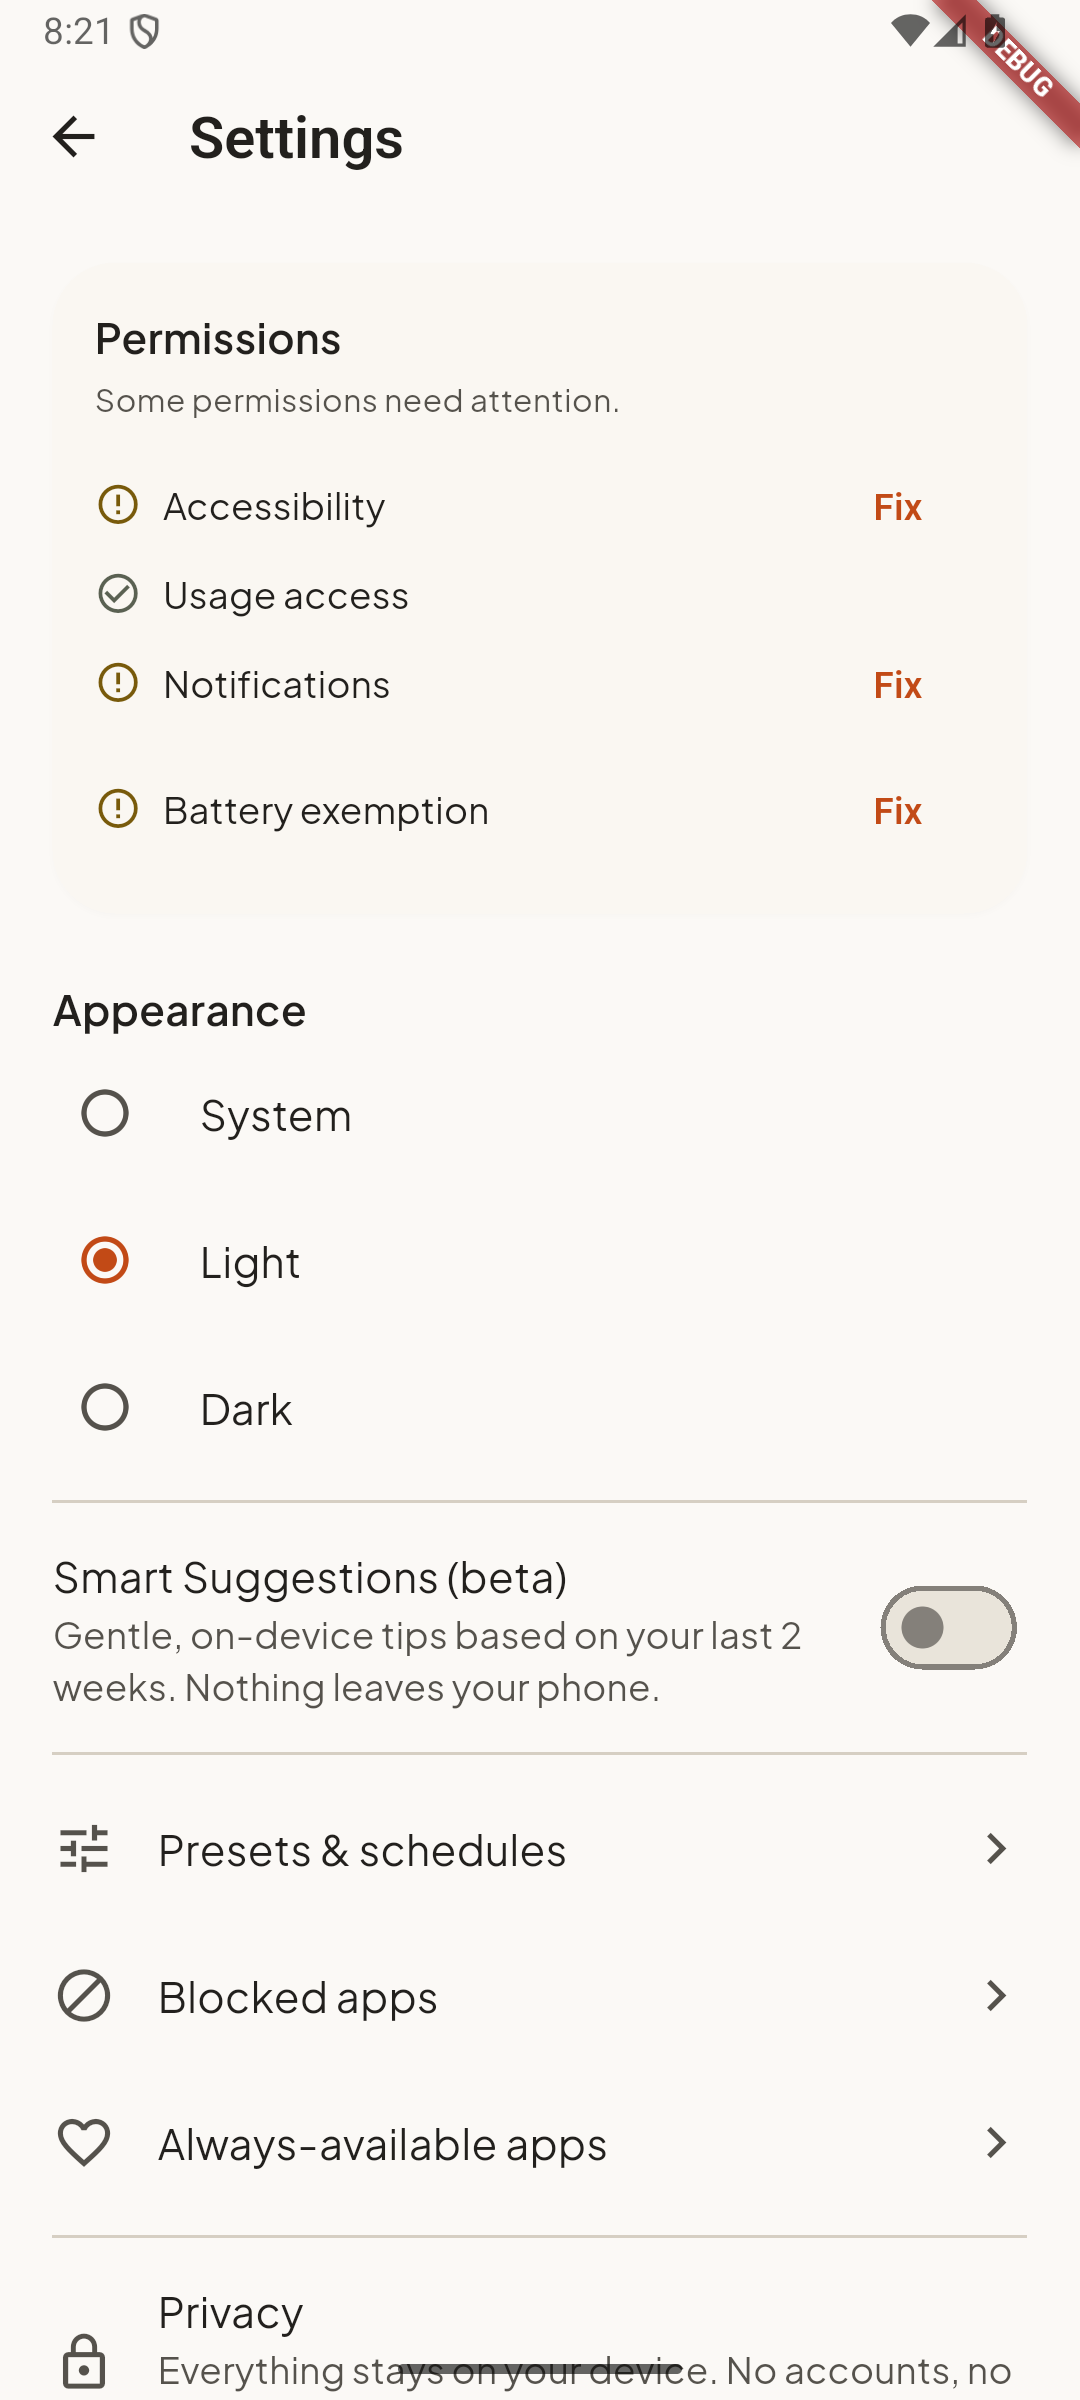 8:21
DEBUG
Settings
Permissions
Some permissions need attention.
Accessibility
Fix
Usage access
Notifications
Fix
Battery exemption
Fix
Appearance
System
Light
Dark
Smart Suggestions (beta)
Gentle, on-device tips based on your last 2
weeks. Nothing leaves your phone.
Presets & schedules
Blocked apps
Always-available apps
Privacy
Everything stays on your device. No accounts, no